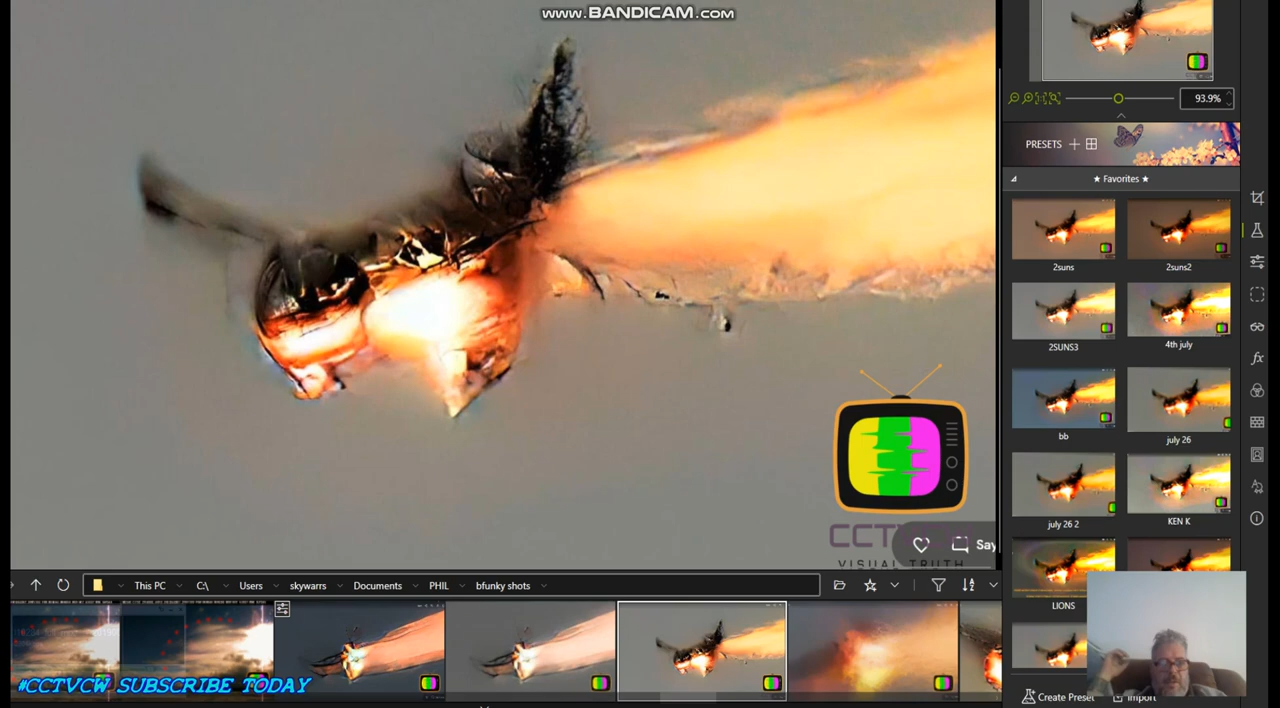 www.BANDICAM.com
93.9%
PRESETS
★ Favorites ★
2suns
2suns2
2SUNS3
4th july
bb
july 26
july 26 2
KEN K
LIONS
CCTV
Say
VISUAL TRUTH
This PC
C:\
Users
skywarrs
Documents
PHIL
bfunky shots
#CCTVCW SUBSCRIBE TODAY
Create Preset
Import